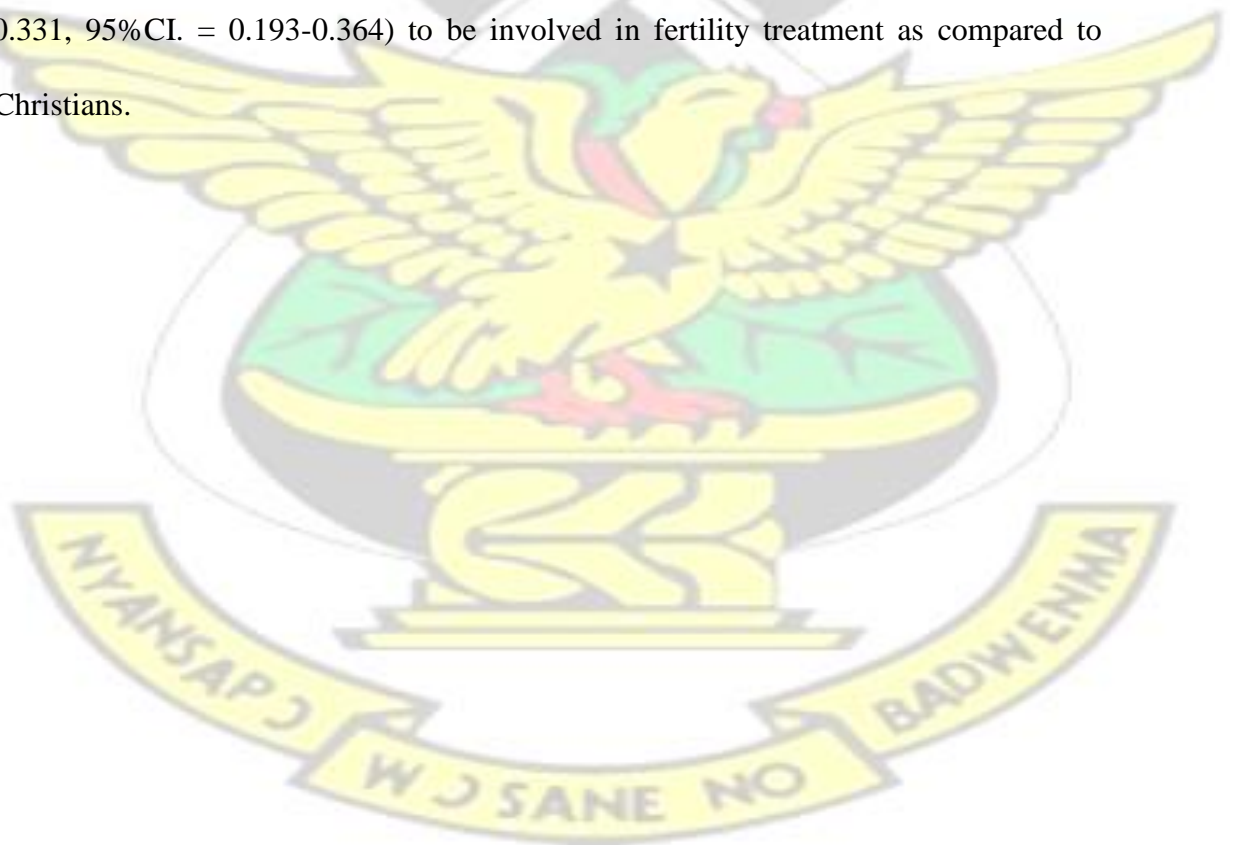 0.331, 95%CI. = 0.193-0.364) to be involved in fertility treatment as compared to
Christians.
NYANSAPƆ
WƆSANE NO
BADWENMA